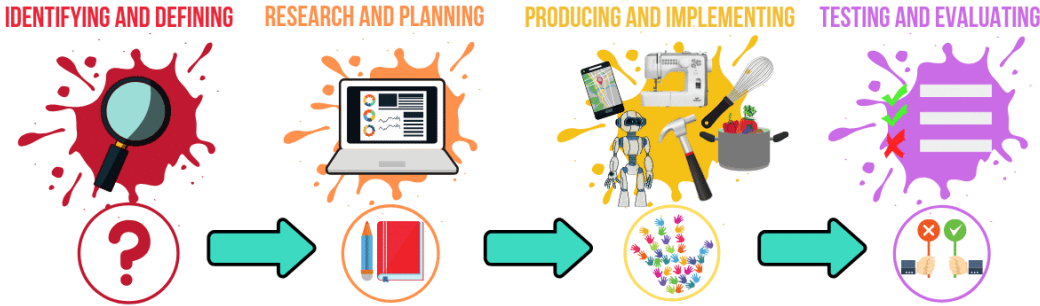 IDENTIFYING AND DEFINING
RESEARCH AND PLANNING
PRODUCING AND IMPLEMENTING
TESTING AND EVALUATING